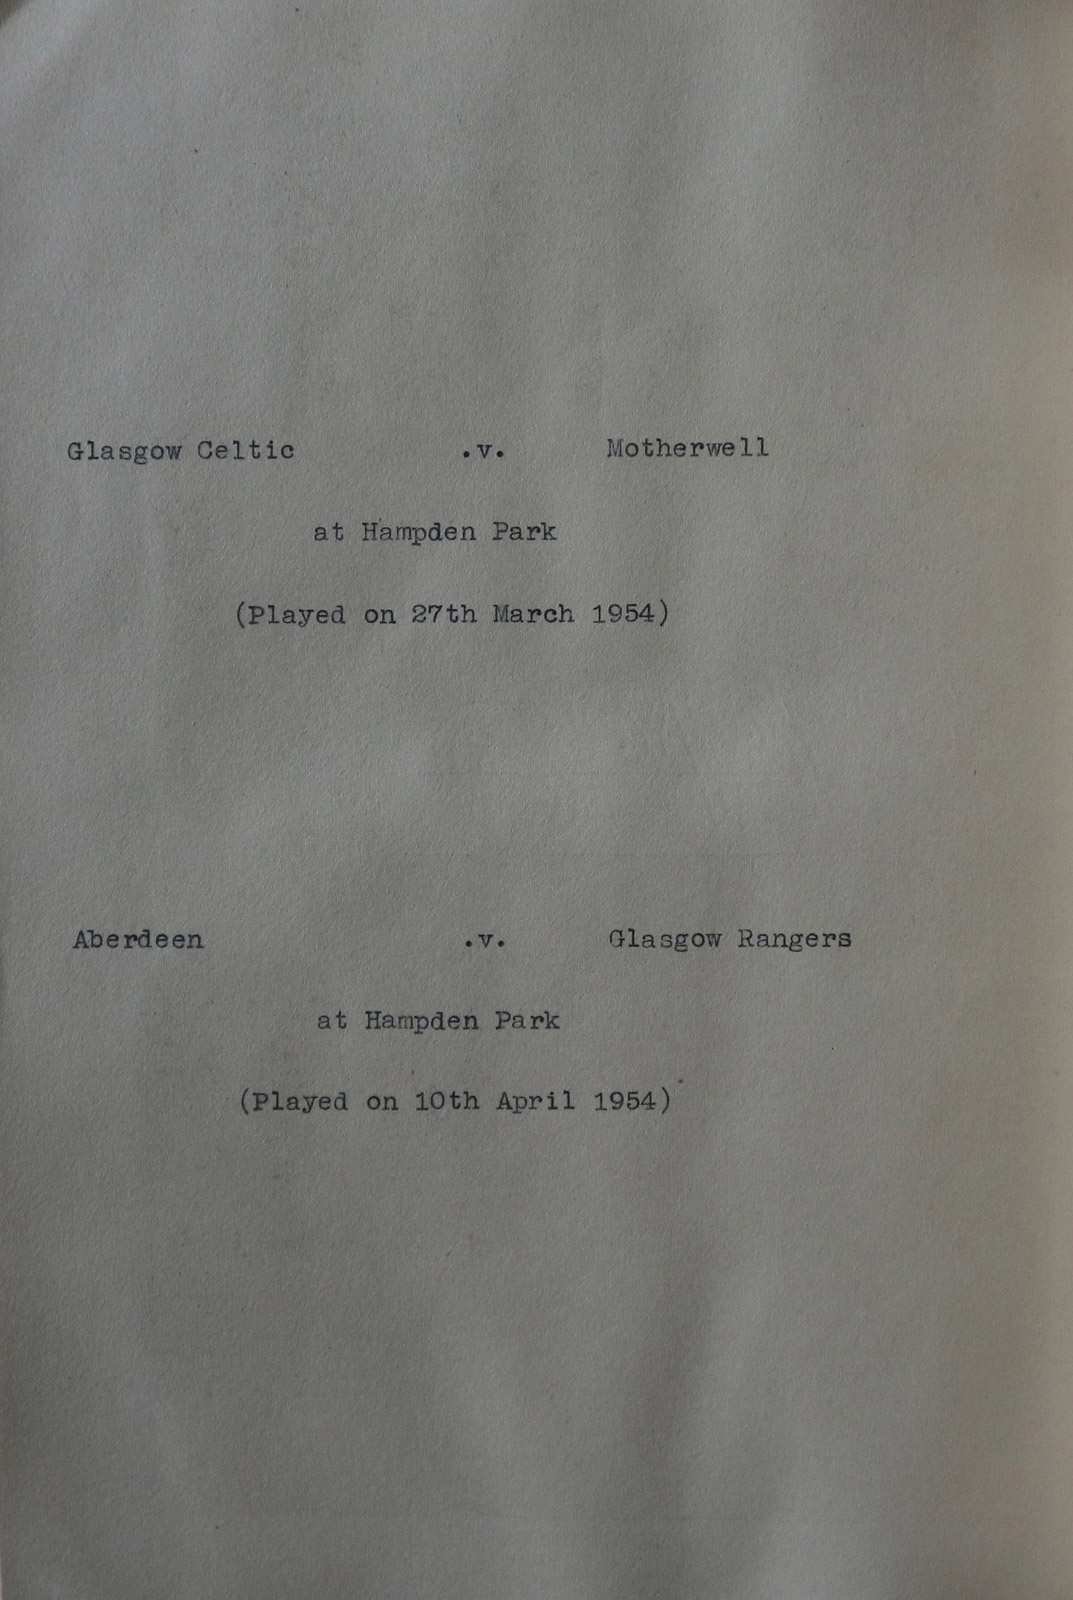 Glasgow Celtic .v. Motherwell
at Hampden Park
(Played on 27th March 1954)
Aberdeen .v. Glasgow Rangers
at Hampden Park
(Played on 10th April 1954)